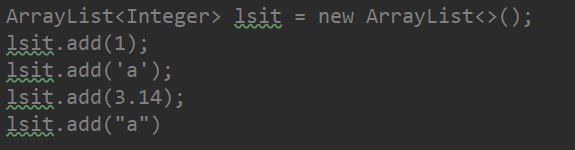 ArrayList<Integer> lsit = new ArrayList<>();
lsit.add(1);
lsit.add('a');
lsit.add(3.14);
lsit.add("a")